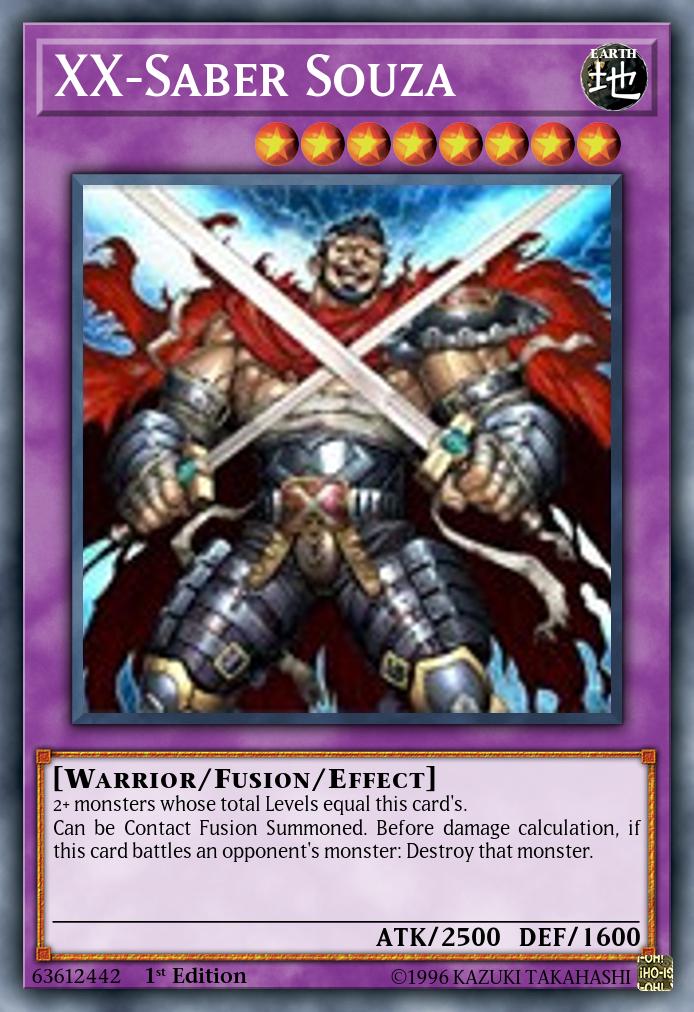 XX-Saber Souza
EARTH
地
[Warrior/Fusion/Effect]
2+ monsters whose total Levels equal this card's.
Can be Contact Fusion Summoned. Before damage calculation, if
this card battles an opponent's monster: Destroy that monster.
ATK/2500 DEF/1600
63612442 1st Edition ©1996 KAZUKI TAKAHASHI